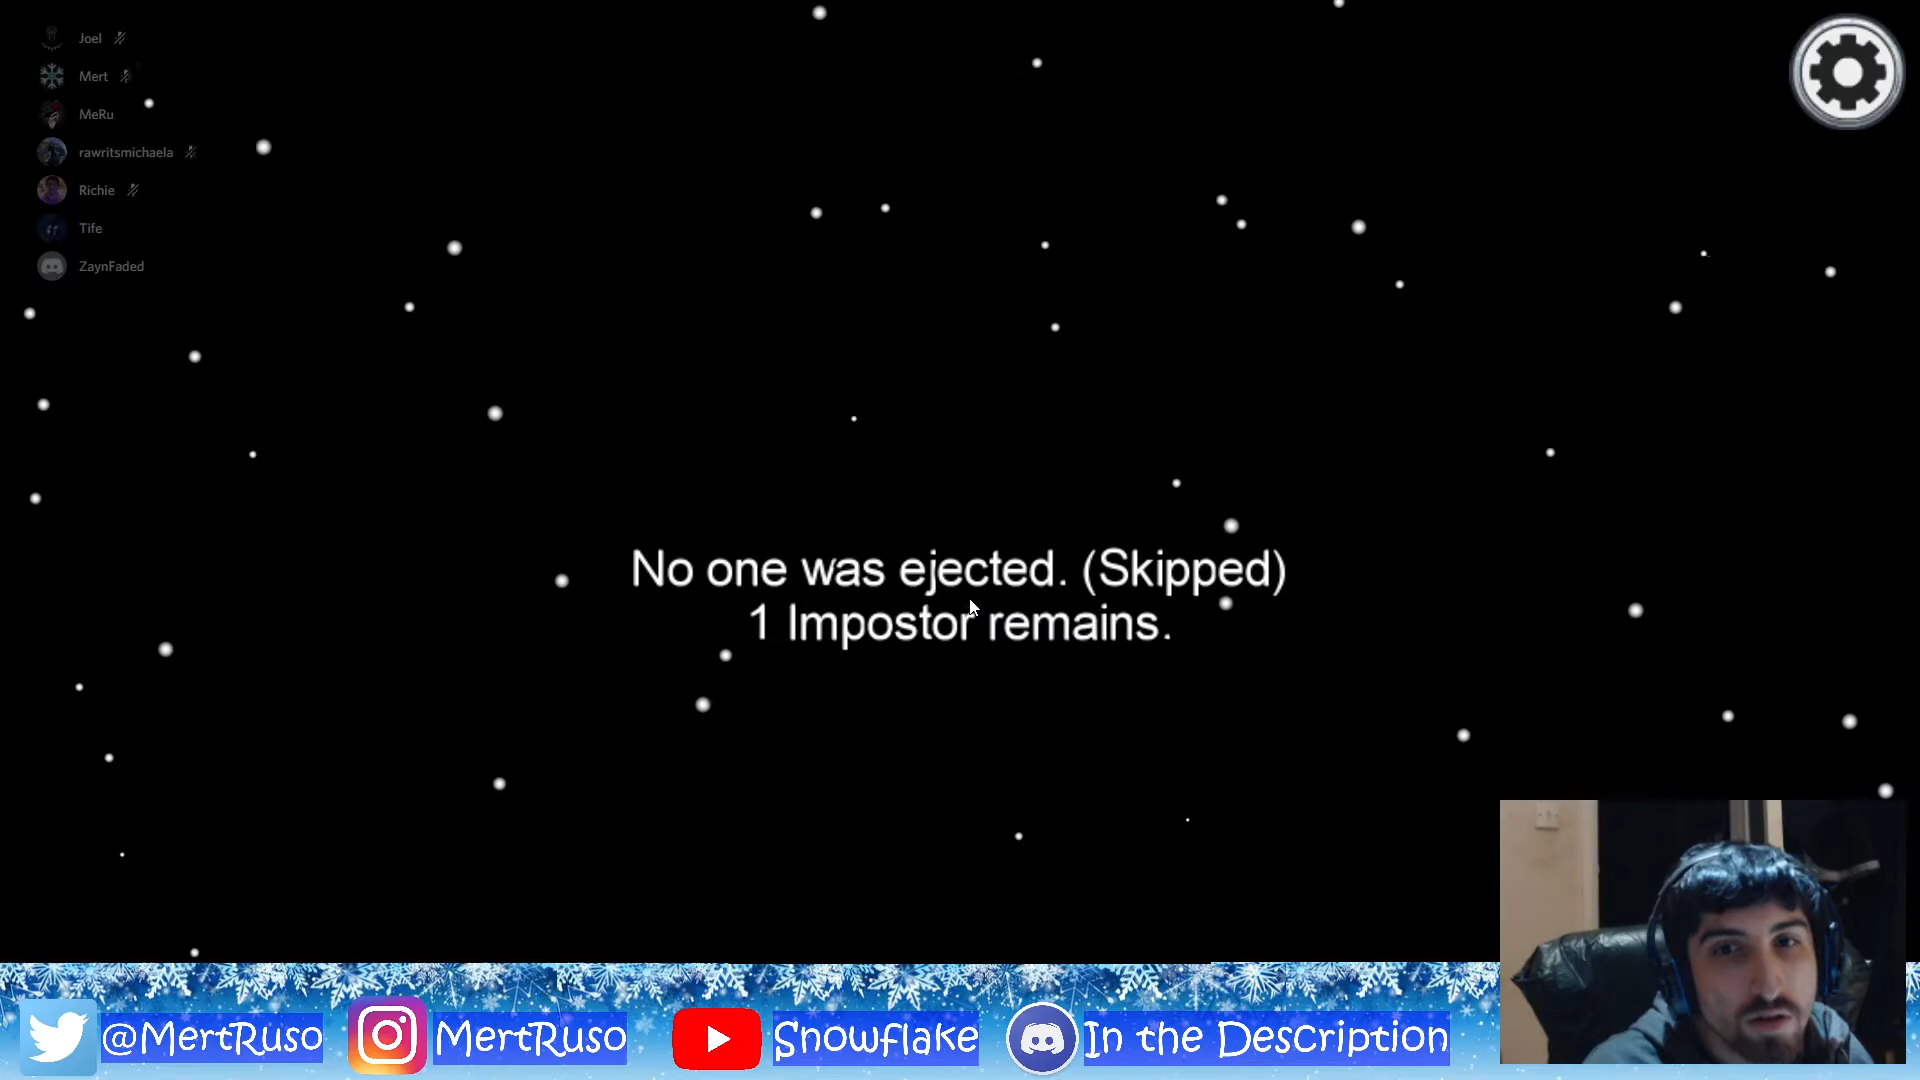 Joel
Mert
MeRu
rawritsmichaela
Richie
Tife
ZaynFaded
No one was ejected. (Skipped)
1 Impostor remains.
@MertRuso
MertRuso
Snowflake
In the Description